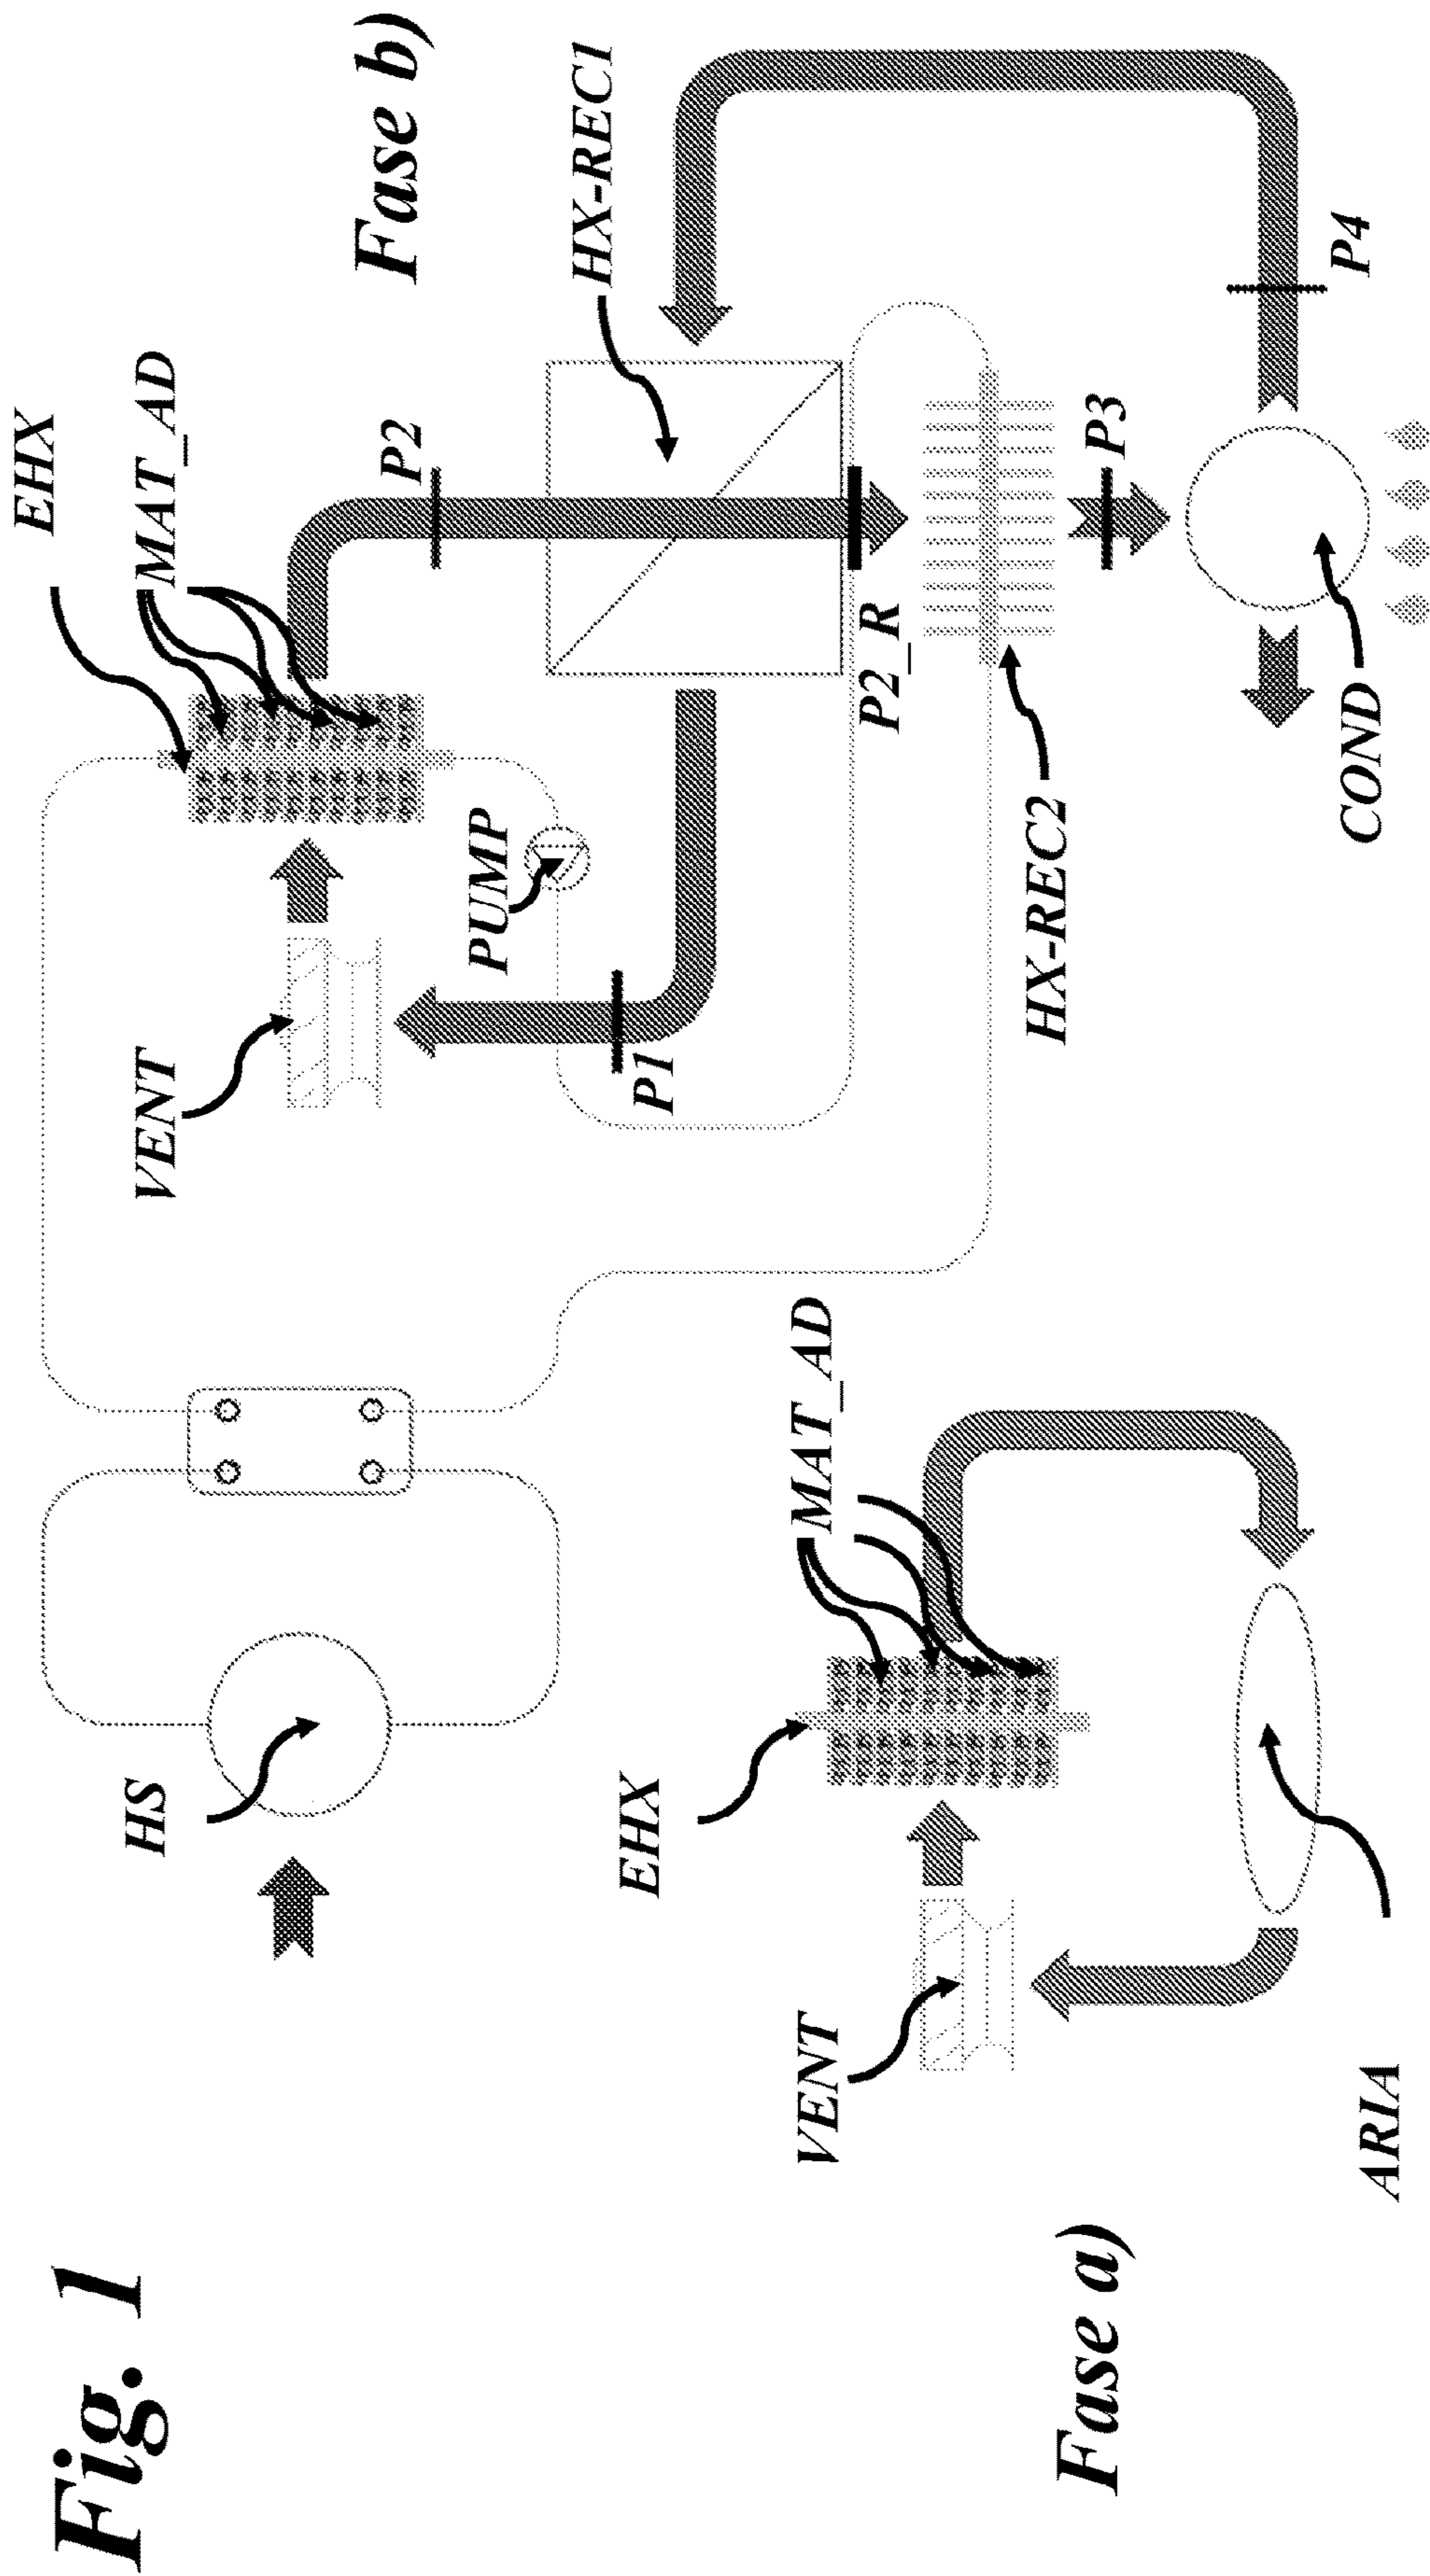 Fig. 1
HS
VENT
EHX
MAT_AD
P2
Fase b)
PUMP
HX-REC1
P1
P2_R
HX-REC2
P3
COND
P4
EHX
VENT
MAT_AD
Fase a)
ARIA